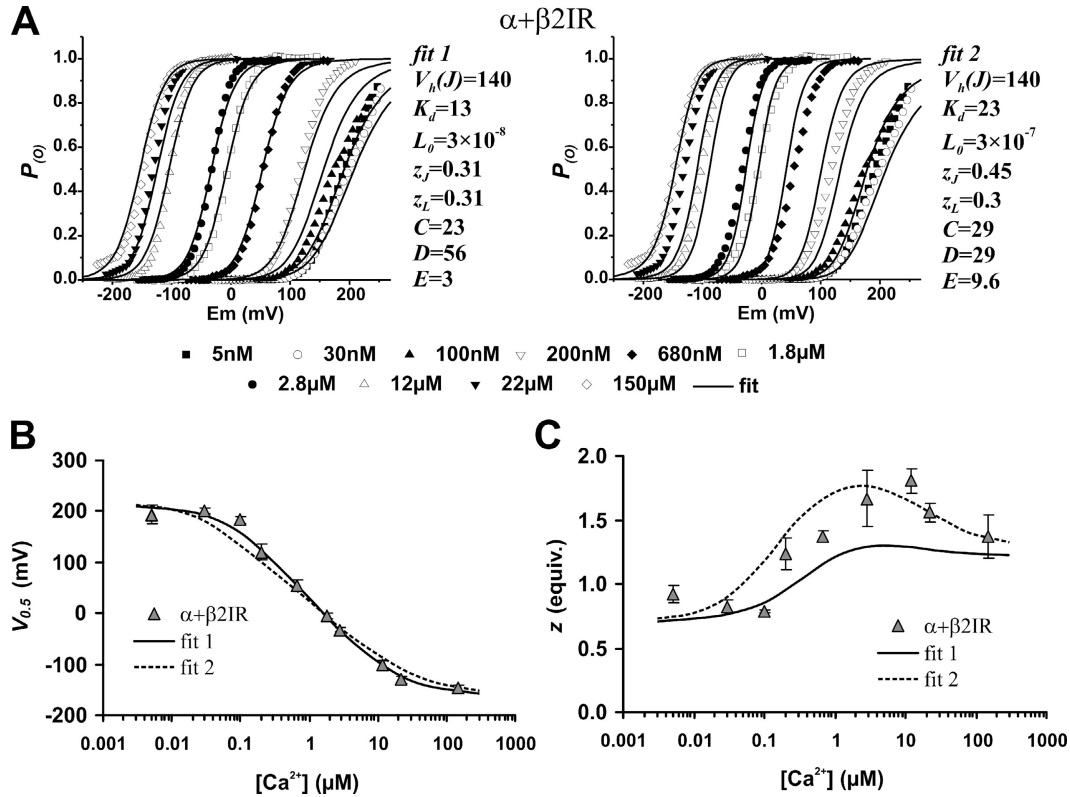 A
α+β2IR
P(O)
1.0
0.8
0.6
0.4
0.2
0.0
-200 -100 0 100 200
Em (mV)
fit 1
Vh(J)=140
Kd=13
L0=3×10-8
zJ=0.31
zL=0.31
C=23
D=56
E=3
P(O)
1.0
0.8
0.6
0.4
0.2
0.0
-200 -100 0 100 200
Em (mV)
fit 2
Vh(J)=140
Kd=23
L0=3×10-7
zJ=0.45
zL=0.3
C=29
D=29
E=9.6
5nM 30nM 100nM 200nM 680nM 1.8µM
2.8µM 12µM 22µM 150µM fit
B
V0.5 (mV)
300
200
100
0
-100
-200
α+β2IR
fit 1
fit 2
0.001 0.01 0.1 1 10 100 1000
[Ca2+] (µM)
C
z (equiv.)
2.0
1.5
1.0
0.5
0.0
α+β2IR
fit 1
fit 2
0.001 0.01 0.1 1 10 100 1000
[Ca2+] (µM)